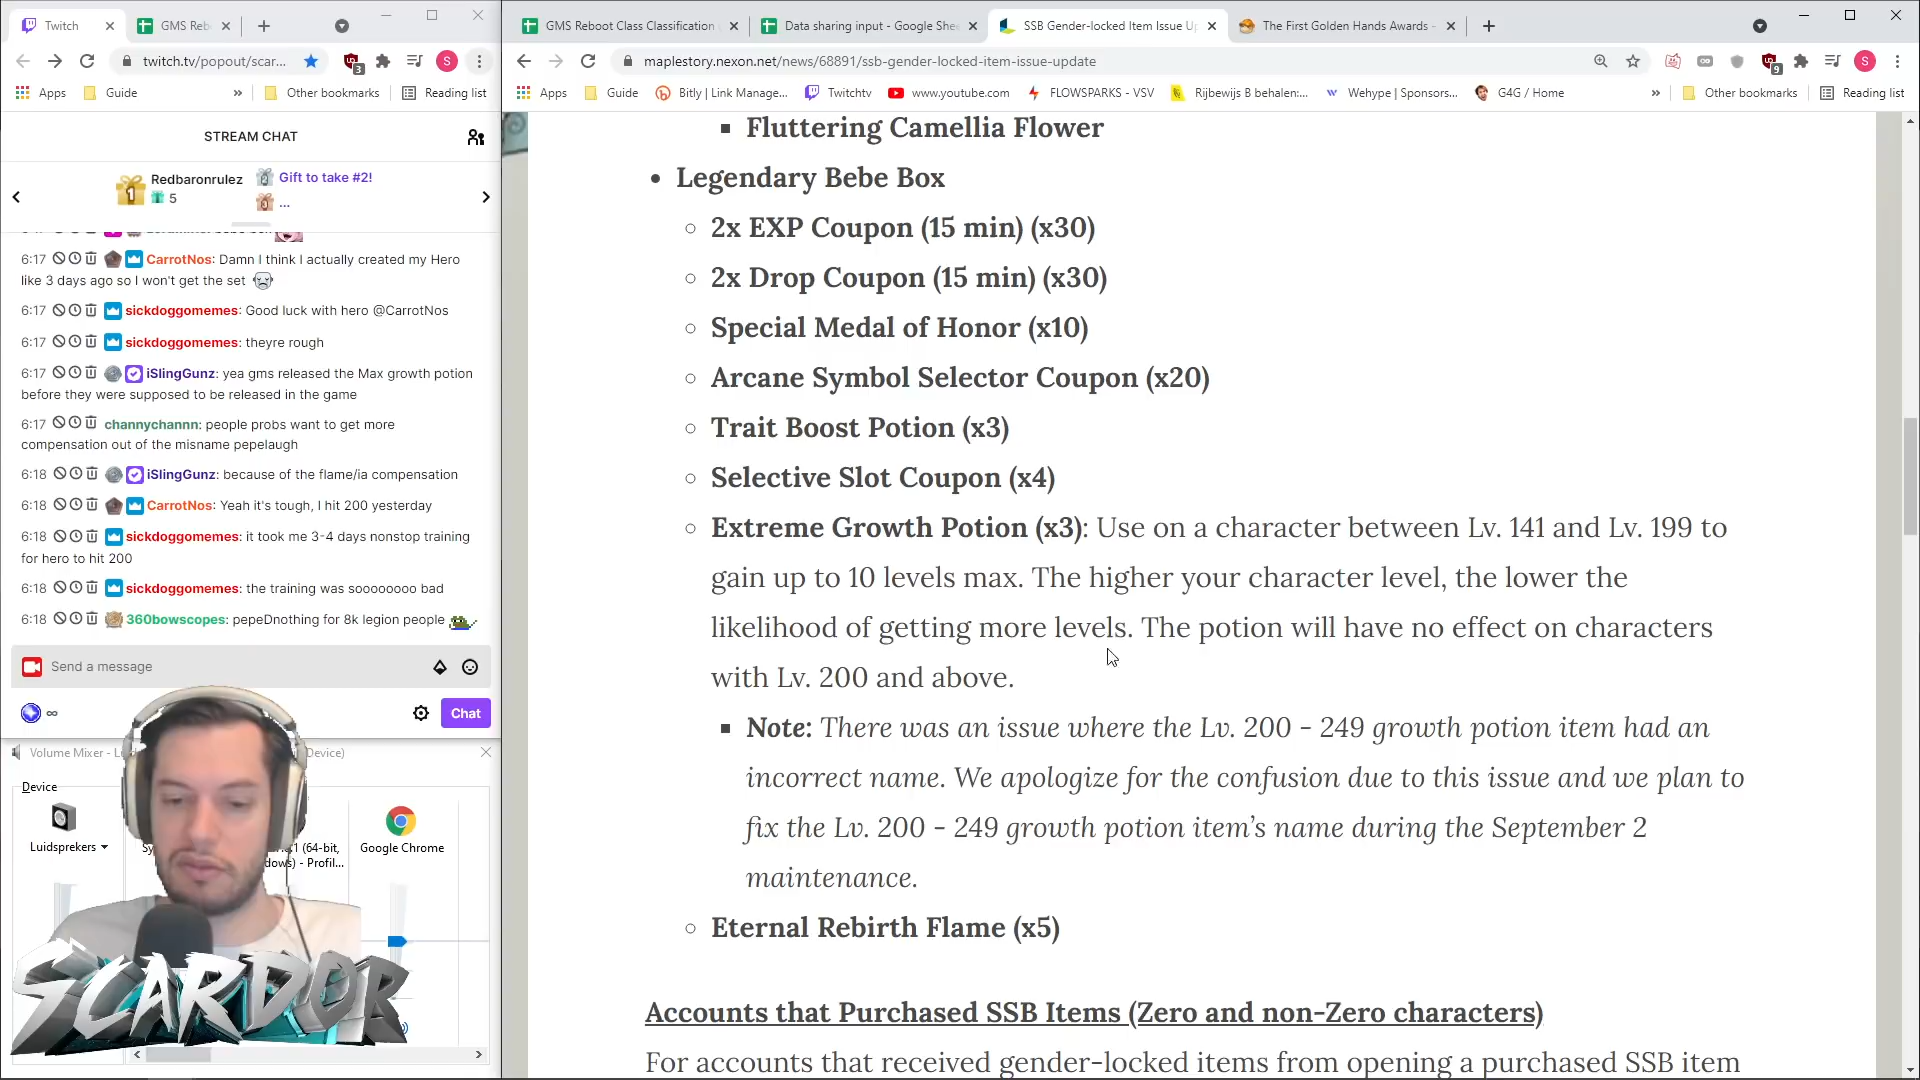 Twitch
GMS Reb
GMS Reboot Class Classification
Data sharing input - Google Shee
SSB Gender-locked Item Issue Up
The First Golden Hands Awards -
twitch.tv/popout/scar...
3
S
maplestory.nexon.net/news/68891/ssb-gender-locked-item-issue-update
9
S
Apps
Guide
»
Other bookmarks
Reading list
Apps
Guide
Bitly | Link Manage...
Twitchtv
www.youtube.com
FLOWSPARKS - VSV
Rijbewijs B behalen:...
Wehype | Sponsors...
G4G / Home
»
Other bookmarks
Reading list
STREAM CHAT
1
Redbaronrulez
5
Gift to take #2!
2
3
...
6:17 CarrotNos: Damn I think I actually created my Hero
like 3 days ago so I won't get the set
6:17 sickdoggomemes: Good luck with hero @CarrotNos
6:17 sickdoggomemes: theyre rough
6:17 iSlingGunz: yea gms released the Max growth potion
before they were supposed to be released in the game
6:17 channychannn: people probs want to get more
compensation out of the misname pepelaugh
6:18 iSlingGunz: because of the flame/ia compensation
6:18 CarrotNos: Yeah it's tough, I hit 200 yesterday
6:18 sickdoggomemes: it took me 3-4 days nonstop training
for hero to hit 200
6:18 sickdoggomemes: the training was soooooooo bad
6:18 360bowscopes: pepeDnothing for 8k legion people
Send a message
∞
Chat
Volume Mixer - Device)
Device
Luidsprekers
1 (64-bit,
dows) - Profil...
Google Chrome
SCARDOR
■ Fluttering Camellia Flower
• Legendary Bebe Box
○ 2x EXP Coupon (15 min) (x30)
○ 2x Drop Coupon (15 min) (x30)
○ Special Medal of Honor (x10)
○ Arcane Symbol Selector Coupon (x20)
○ Trait Boost Potion (x3)
○ Selective Slot Coupon (x4)
○ Extreme Growth Potion (x3): Use on a character between Lv. 141 and Lv. 199 to
gain up to 10 levels max. The higher your character level, the lower the
likelihood of getting more levels. The potion will have no effect on characters
with Lv. 200 and above.
■ Note: There was an issue where the Lv. 200 - 249 growth potion item had an
incorrect name. We apologize for the confusion due to this issue and we plan to
fix the Lv. 200 - 249 growth potion item's name during the September 2
maintenance.
○ Eternal Rebirth Flame (x5)
Accounts that Purchased SSB Items (Zero and non-Zero characters)
For accounts that received gender-locked items from opening a purchased SSB item